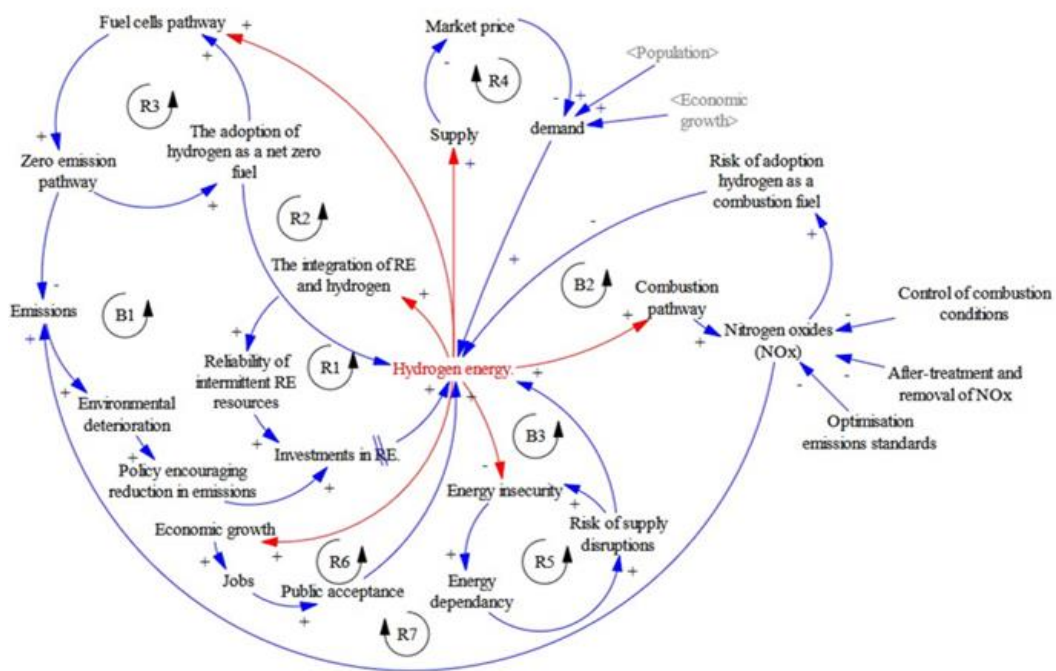 Fuel cells pathway
+
+
Market price
<Population>
-
R4
R3
-
+
+
<Economic
growth>
+
The adoption of
hydrogen as a net zero
fuel
Supply
demand
Zero emission
pathway
+
+
Risk of adoption
hydrogen as a
combustion fuel
R2
-
+
The integration of RE
and hydrogen
+
+
B2
Combustion
pathway
Control of combustion
conditions
-
Emissions
+
B1
+
-
Nitrogen oxides
(NOx)
+
+
R1
+
Reliability of
intermittent RE
resources
Hydrogen energy.
+
+
+
-
After-treatment and
removal of NOx
-
Optimisation
emissions standards
+
Environmental
deterioration
+
Investments in RE.
B3
+
Policy encouraging
reduction in emissions
+
-
Energy insecurity
+
Risk of supply
disruptions
Economic growth
+
+
R6
+
R5
+
Jobs
Public acceptance
+
Energy
dependancy
R7